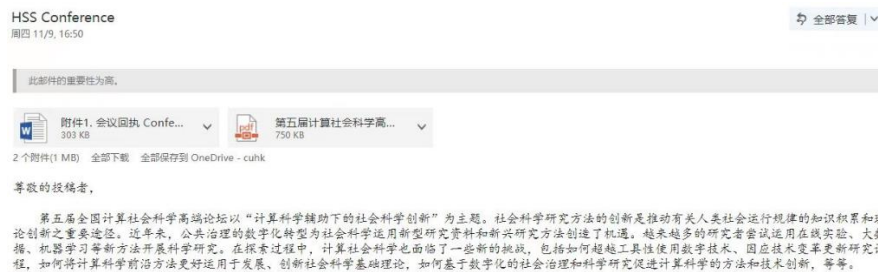 HSS Conference
周四 11/9, 16:50
全部答复
此邮件的重要性为高。
附件1. 会议回执 Confe...
303 KB
第五届计算社会科学高...
750 KB
2 个附件(1 MB) 全部下载 全部保存到 OneDrive - cuhk
尊敬的投稿者，
第五届全国计算社会科学高端论坛以“计算科学辅助下的社会科学创新”为主题。社会科学研究方法的创新是推动有关人类社会运行规律的知识积累和理
论创新之重要途径。近年来，公共治理的数字化转型为社会科学运用新型研究资料和新兴研究方法创造了机遇。越来越多的研究者尝试运用在线实验、大数
据、机器学习等新方法开展科学研究。在探索过程中，计算社会科学也面临了一些新的挑战，包括如何超越工具性使用数字技术、因应技术变革更新研究
程，如何将计算科学前沿方法更好运用于发展、创新社会科学基础理论，如何基于数字化的社会治理和科学研究促进计算科学的方法和技术创新，等等。